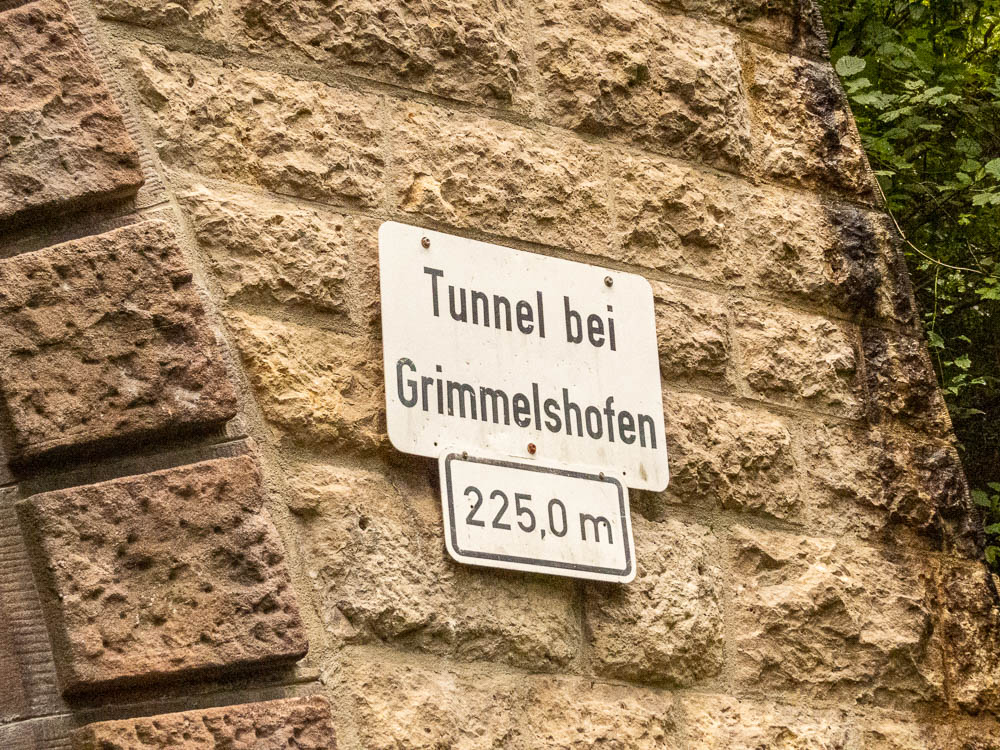 Tunnel bei
Grimmelshofen
225,0 m